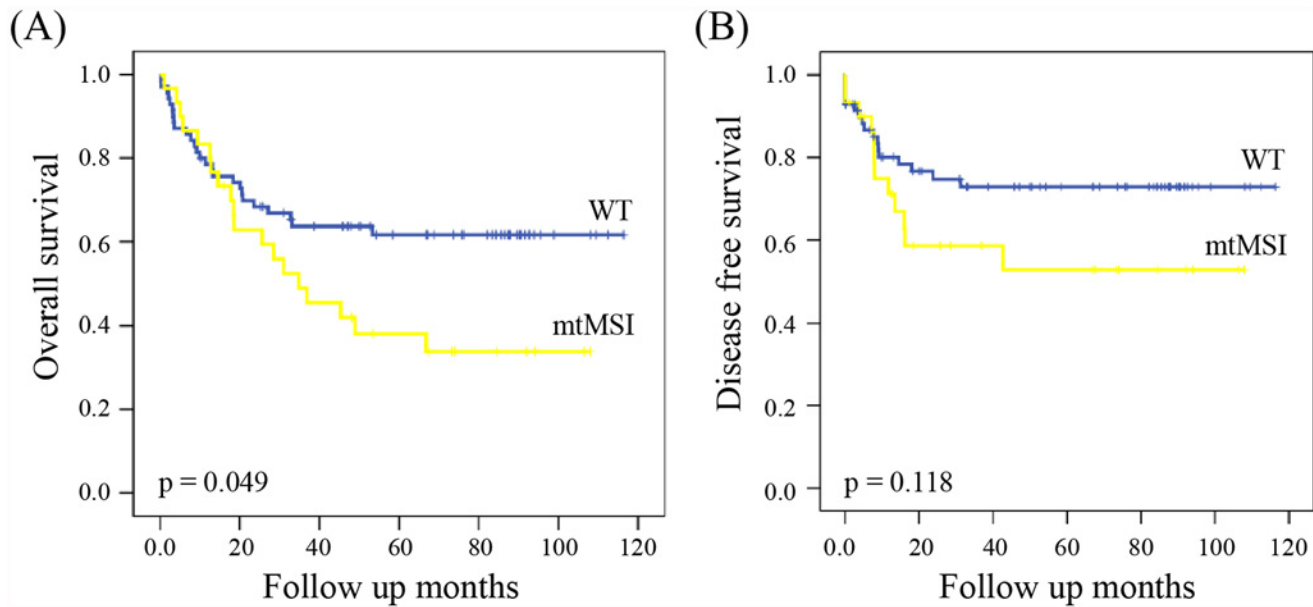 (A)
Overall survival
1.0
0.8
0.6
0.4
0.2
0.0
WT
mtMSI
p = 0.049
0.0 20 40 60 80 100 120
Follow up months
(B)
Disease free survival
1.0
0.8
0.6
0.4
0.2
0.0
WT
mtMSI
p = 0.118
0.0 20 40 60 80 100 120
Follow up months